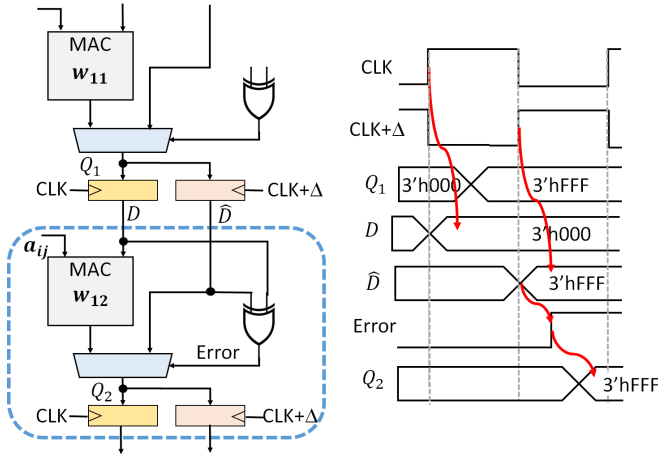 MAC
w₁₁
Q₁
CLK
CLK+Δ
D
D̂
aᵢⱼ
MAC
w₁₂
Error
Q₂
CLK
CLK+Δ
CLK
CLK+Δ
Q₁
3'h000
3'hFFF
D
3'h000
D̂
3'hFFF
Error
Q₂
3'hFFF